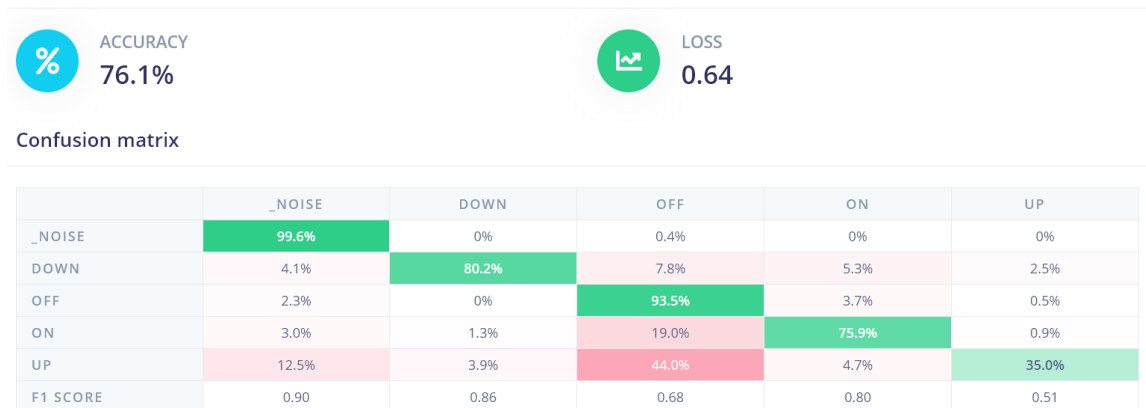 ACCURACY
76.1%
LOSS
0.64
Confusion matrix
_NOISE DOWN OFF ON UP
_NOISE 99.6% 0% 0.4% 0% 0%
DOWN 4.1% 80.2% 7.8% 5.3% 2.5%
OFF 2.3% 0% 93.5% 3.7% 0.5%
ON 3.0% 1.3% 19.0% 75.9% 0.9%
UP 12.5% 3.9% 44.0% 4.7% 35.0%
F1 SCORE 0.90 0.86 0.68 0.80 0.51